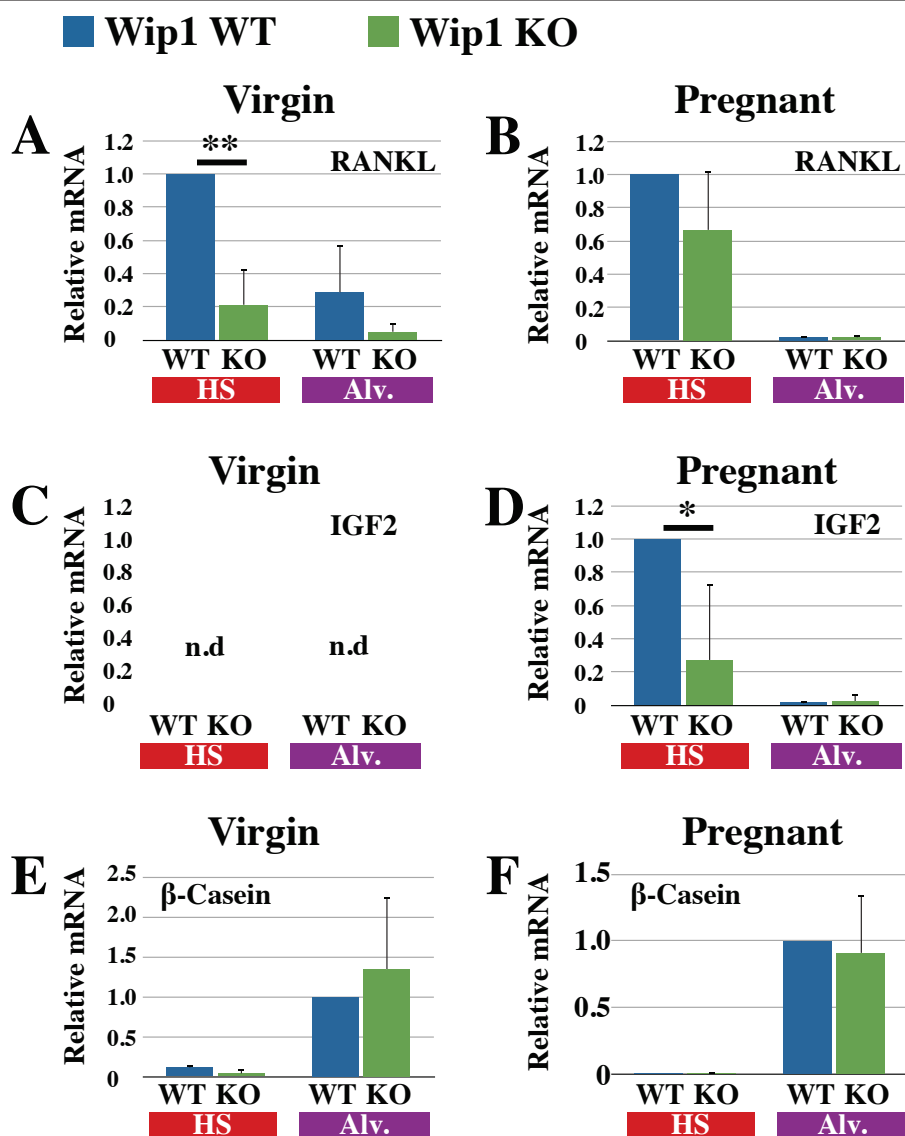 Wip1 WT Wip1 KO
A
Virgin
Relative mRNA
1.2
1.0
0.8
0.6
0.4
0.2
0
**
RANKL
WT KO WT KO
HS Alv.
B
Pregnant
Relative mRNA
1.2
1.0
0.8
0.6
0.4
0.2
0
RANKL
WT KO WT KO
HS Alv.
C
Virgin
Relative mRNA
1.2
1.0
0.8
0.6
0.4
0.2
0
IGF2
n.d n.d
WT KO WT KO
HS Alv.
D
Pregnant
Relative mRNA
1.2
1.0
0.8
0.6
0.4
0.2
0
*
IGF2
WT KO WT KO
HS Alv.
E
Virgin
Relative mRNA
2.5
2.0
1.5
1.0
0.5
0
β-Casein
WT KO WT KO
HS Alv.
F
Pregnant
Relative mRNA
1.5
1.0
0.5
0
β-Casein
WT KO WT KO
HS Alv.